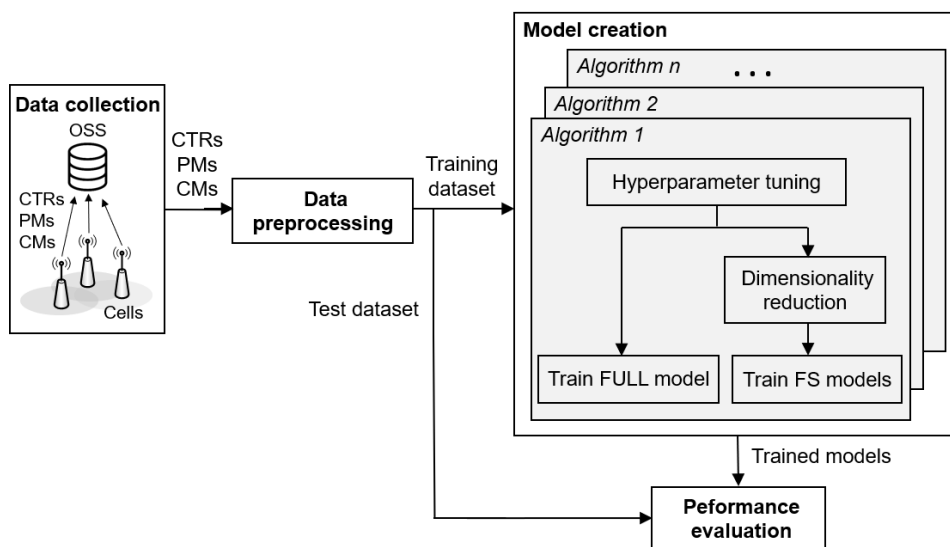 Data collection
OSS
CTRs
PMs
CMs
Cells
CTRs
PMs
CMs
Data
preprocessing
Training
dataset
Test dataset
Model creation
Algorithm n
...
Algorithm 2
Algorithm 1
Hyperparameter tuning
Dimensionality
reduction
Train FULL model
Train FS models
Trained models
Peformance
evaluation